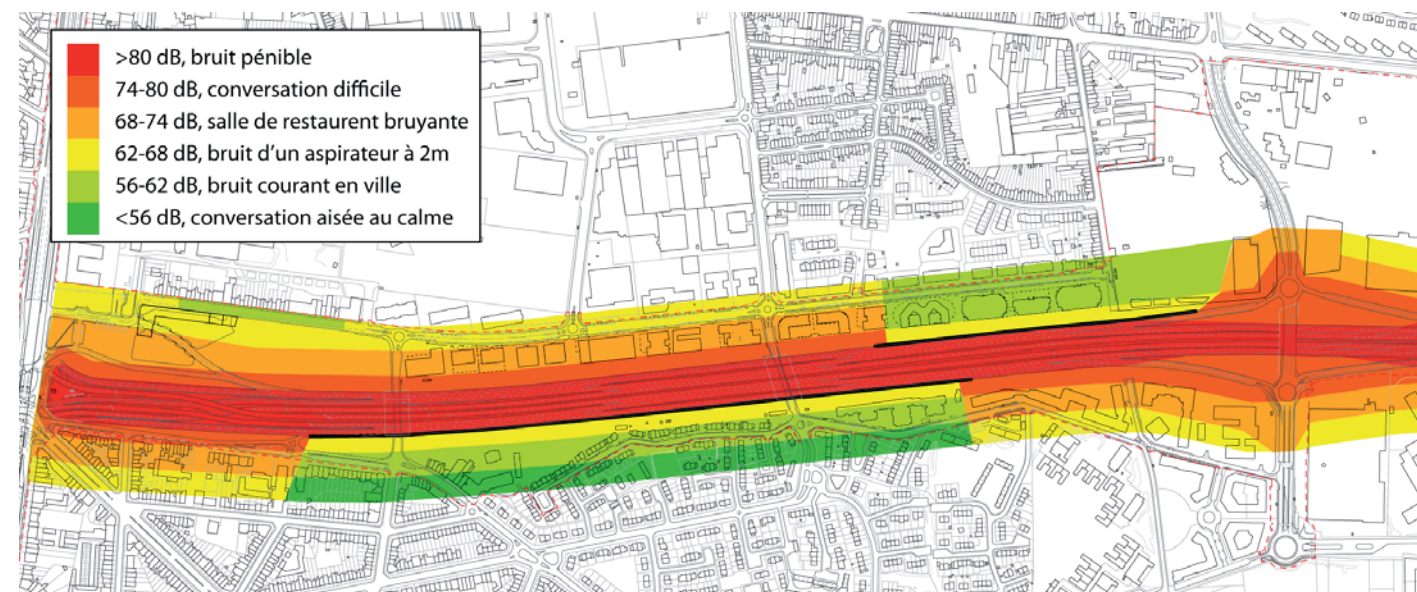 >80 dB, bruit pénible
74-80 dB, conversation difficile
68-74 dB, salle de restaurent bruyante
62-68 dB, bruit d’un aspirateur à 2m
56-62 dB, bruit courant en ville
<56 dB, conversation aisée au calme